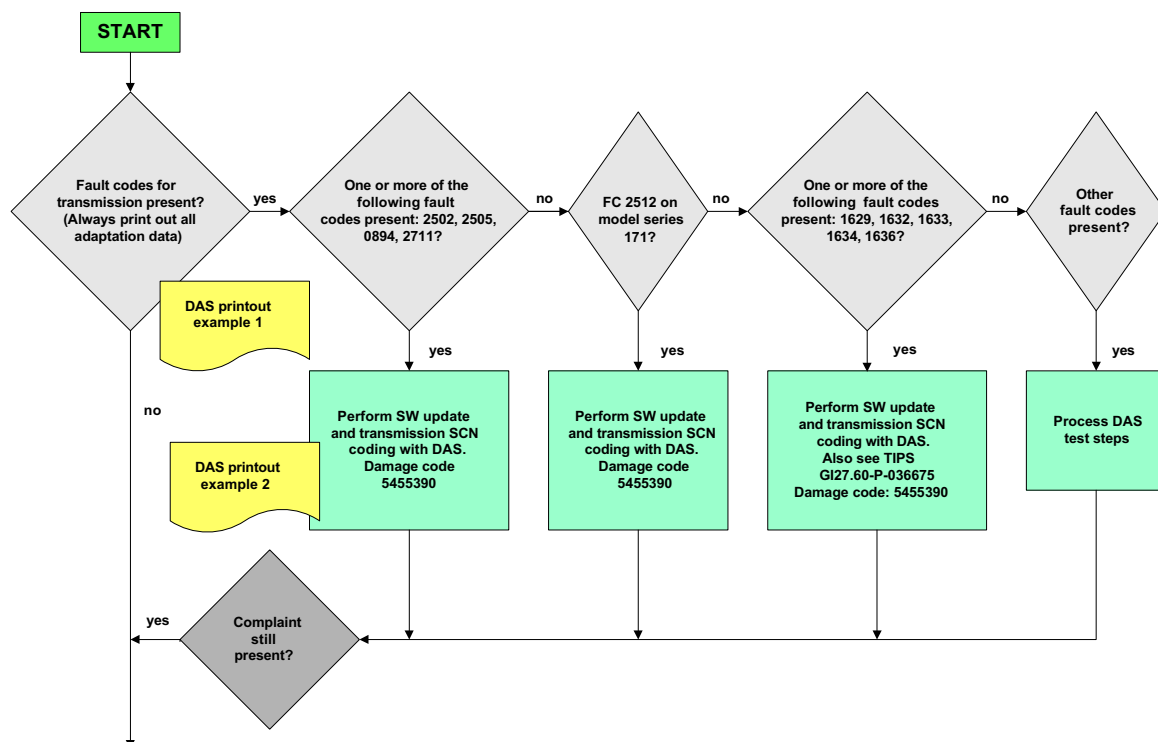 START
Fault codes for
transmission present?
(Always print out all
adaptation data)
yes
One or more of the
following fault
codes present: 2502, 2505,
0894, 2711?
no
FC 2512 on
model series
171?
no
One or more of the
following  fault codes
present: 1629, 1632, 1633,
1634, 1636?
no
Other
fault codes
present?
DAS printout
example 1
yes
yes
yes
yes
no
Perform SW update
and transmission SCN
coding with DAS.
Damage code
5455390
Perform SW update
and transmission SCN
coding with DAS.
Damage code
5455390
Perform SW update
and transmission SCN
coding with DAS.
Also see TIPS
GI27.60-P-036675
Damage code: 5455390
Process DAS
test steps
DAS printout
example 2
yes
Complaint
still
present?